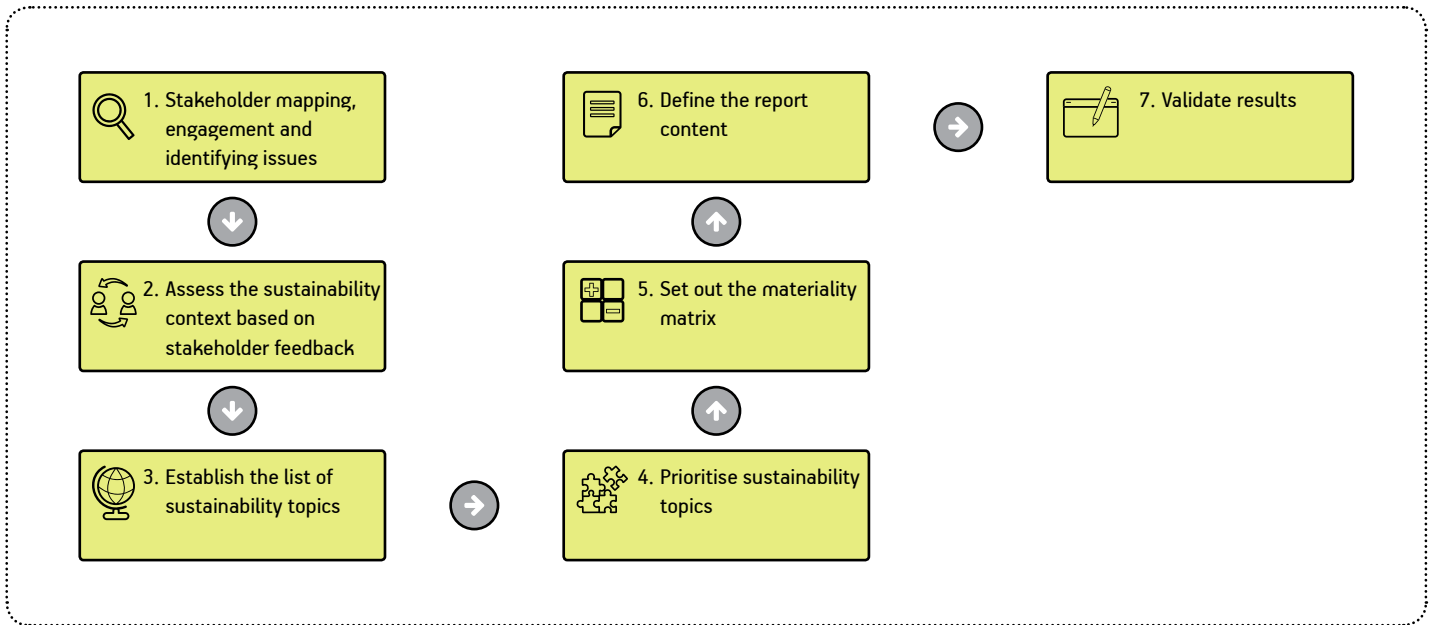 1. Stakeholder mapping,
engagement and
identifying issues
2. Assess the sustainability
context based on
stakeholder feedback
3. Establish the list of
sustainability topics
4. Prioritise sustainability
topics
5. Set out the materiality
matrix
6. Define the report
content
7. Validate results